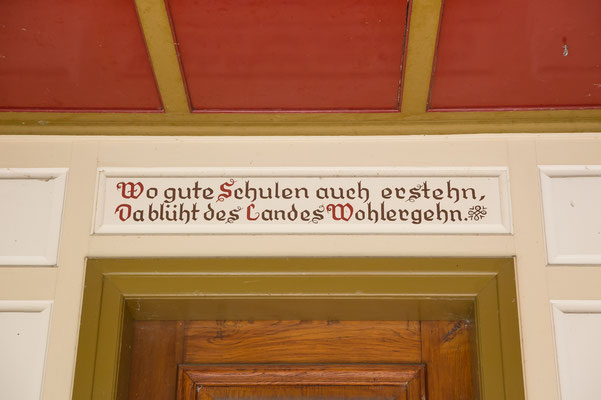 Wo gute Schulen auch erstehn,
Da blüht des Landes Wohlergehn.